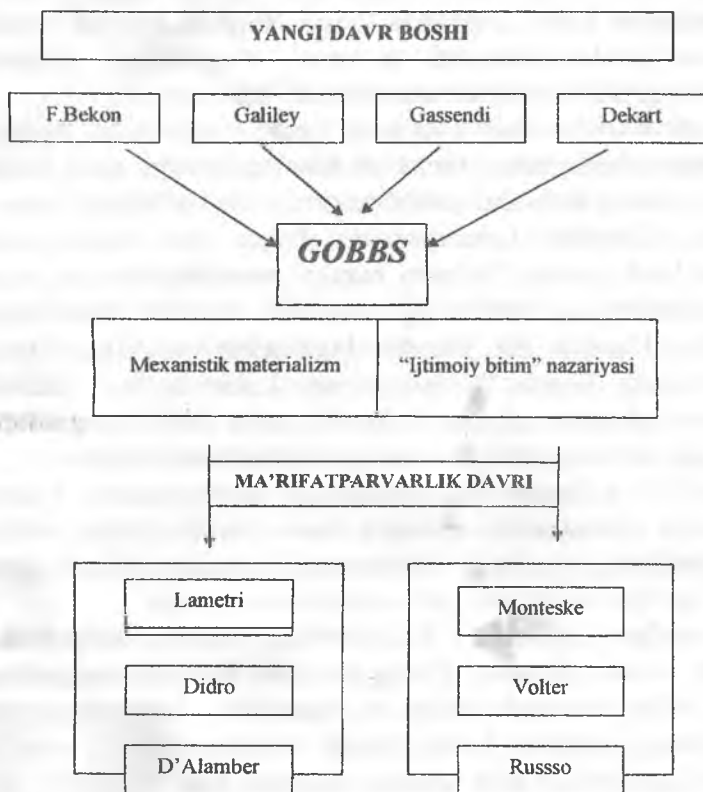 YANGI DAVR BOSHI
F.Bekon
Galiley
Gassendi
Dekart
GOBBS
Mexanistik materializm
“Ijtimoiy bitim” nazariyasi
MA’RIFATPARVARLIK DAVRI
Lametri
Monteske
Didro
Volter
D’Alamber
Russso